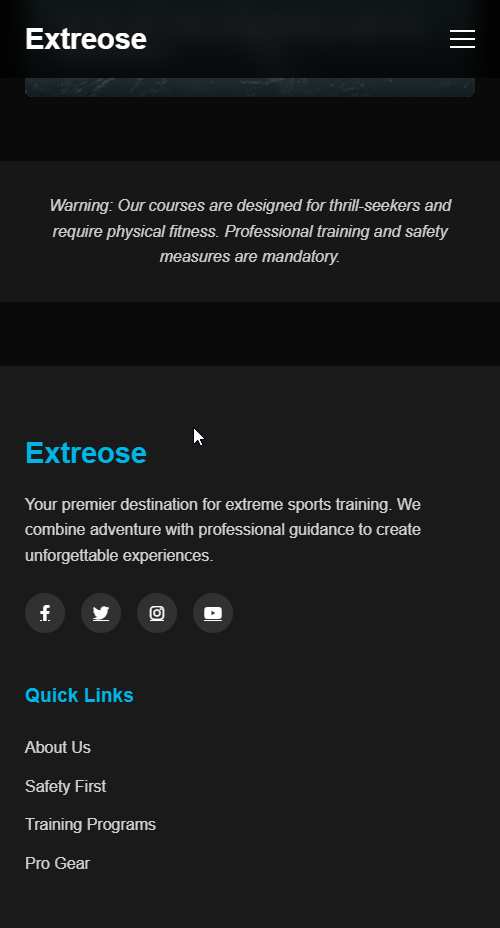 Extreose
Warning: Our courses are designed for thrill-seekers and
require physical fitness. Professional training and safety
measures are mandatory.
Extreose
Your premier destination for extreme sports training. We
combine adventure with professional guidance to create
unforgettable experiences.
Quick Links
About Us
Safety First
Training Programs
Pro Gear